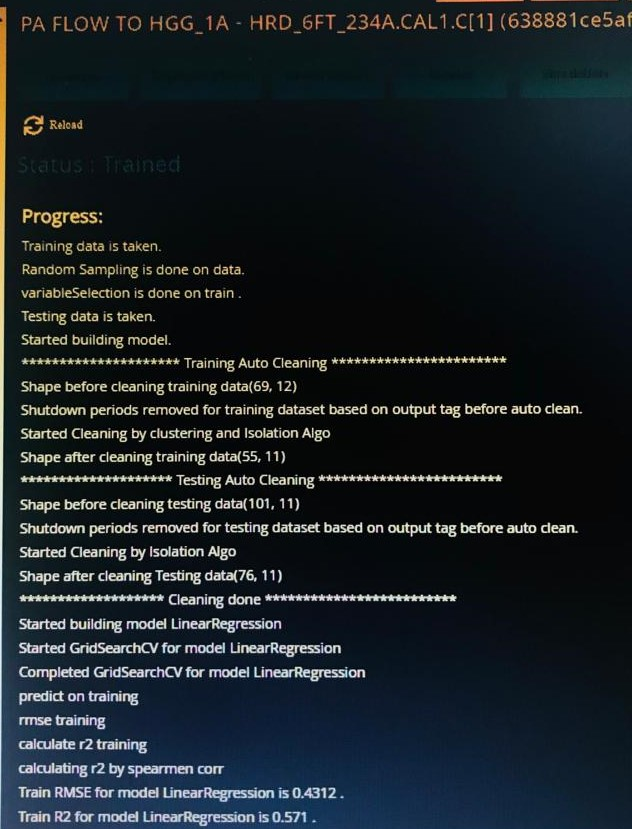 PA FLOW TO HGG_1A - HRD_6FT_234A.CAL1.C[1] (638881ce5af
Reload
Status : Trained
Progress:
Training data is taken.
Random Sampling is done on data.
variableSelection is done on train .
Testing data is taken.
Started building model.
********************* Training Auto Cleaning ***********************
Shape before cleaning training data(69, 12)
Shutdown periods removed for training dataset based on output tag before auto clean.
Started Cleaning by clustering and Isolation Algo
Shape after cleaning training data(55, 11)
******************** Testing Auto Cleaning ************************
Shape before cleaning testing data(101, 11)
Shutdown periods removed for testing dataset based on output tag before auto clean.
Started Cleaning by Isolation Algo
Shape after cleaning Testing data(76, 11)
******************* Cleaning done *************************
Started building model LinearRegression
Started GridSearchCV for model LinearRegression
Completed GridSearchCV for model LinearRegression
predict on training
rmse training
calculate r2 training
calculating r2 by spearmen corr
Train RMSE for model LinearRegression is 0.4312 .
Train R2 for model LinearRegression is 0.571 .